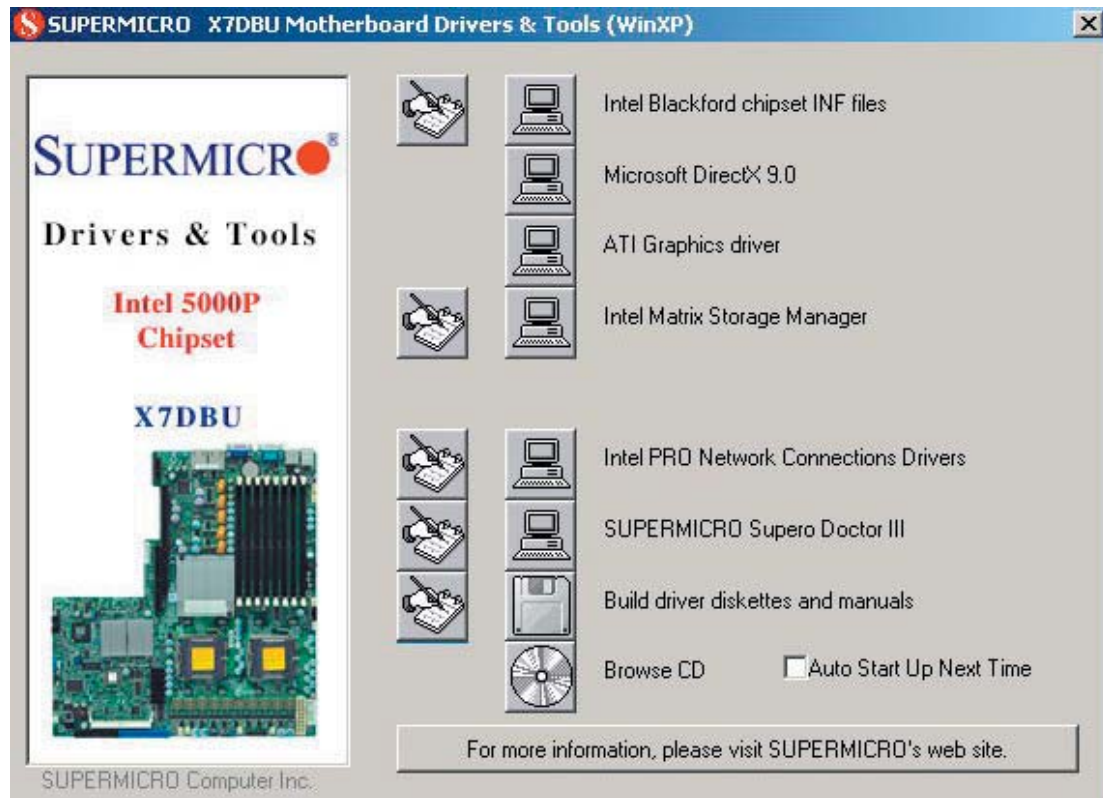 SUPERMICRO X7DBU Motherboard Drivers & Tools (WinXP)
SUPERMICRO®
Drivers & Tools
Intel 5000P
Chipset
X7DBU
SUPERMICRO Computer Inc.
Intel Blackford chipset INF files
Microsoft DirectX 9.0
ATI Graphics driver
Intel Matrix Storage Manager
Intel PRO Network Connections Drivers
SUPERMICRO Supero Doctor III
Build driver diskettes and manuals
Browse CD
Auto Start Up Next Time
For more information, please visit SUPERMICRO's web site.